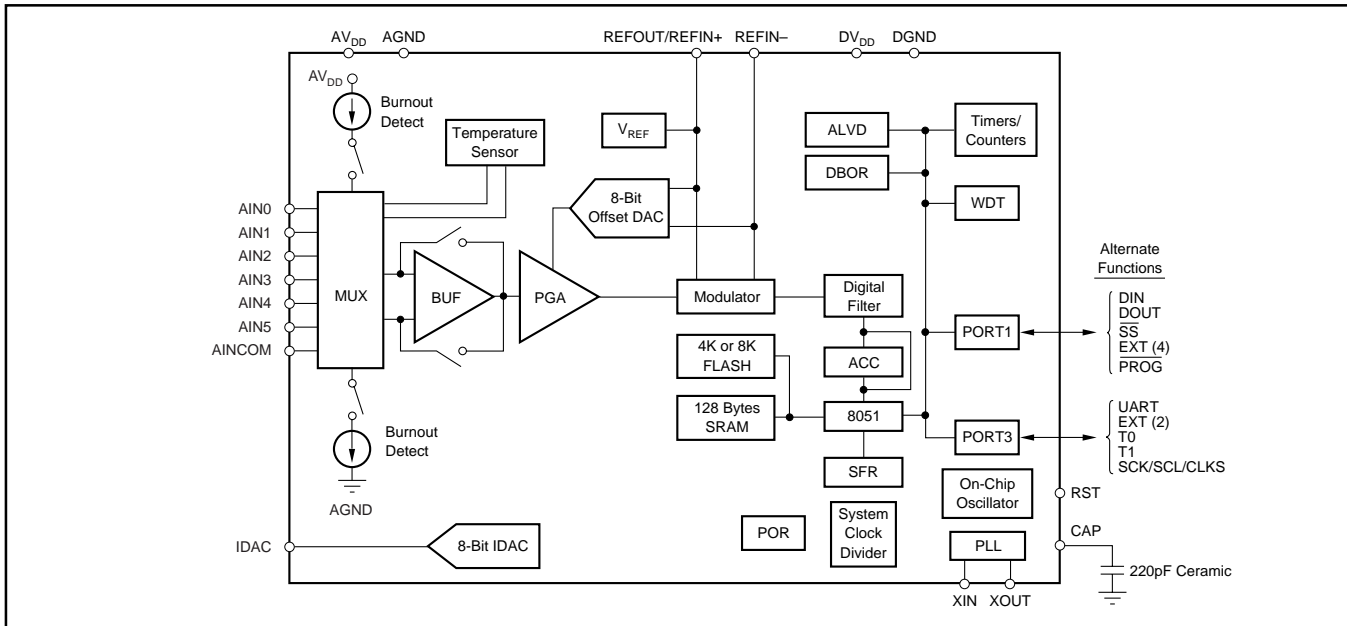 AVDD
AGND
REFOUT/REFIN+
REFIN–
DVDD
DGND
AVDD
Burnout
Detect
Temperature
Sensor
VREF
8-Bit
Offset DAC
ALVD
DBOR
Timers/
Counters
WDT
AIN0
AIN1
AIN2
AIN3
AIN4
AIN5
AINCOM
MUX
BUF
PGA
Modulator
Digital
Filter
4K or 8K
FLASH
ACC
128 Bytes
SRAM
8051
SFR
PORT1
PORT3
Alternate
Functions
DIN
DOUT
S̅S̅
EXT (4)
P̅R̅O̅G̅
UART
EXT (2)
T0
T1
SCK/SCL/CLKS
Burnout
Detect
AGND
IDAC
8-Bit IDAC
POR
System
Clock
Divider
On-Chip
Oscillator
PLL
RST
CAP
220pF Ceramic
XIN
XOUT